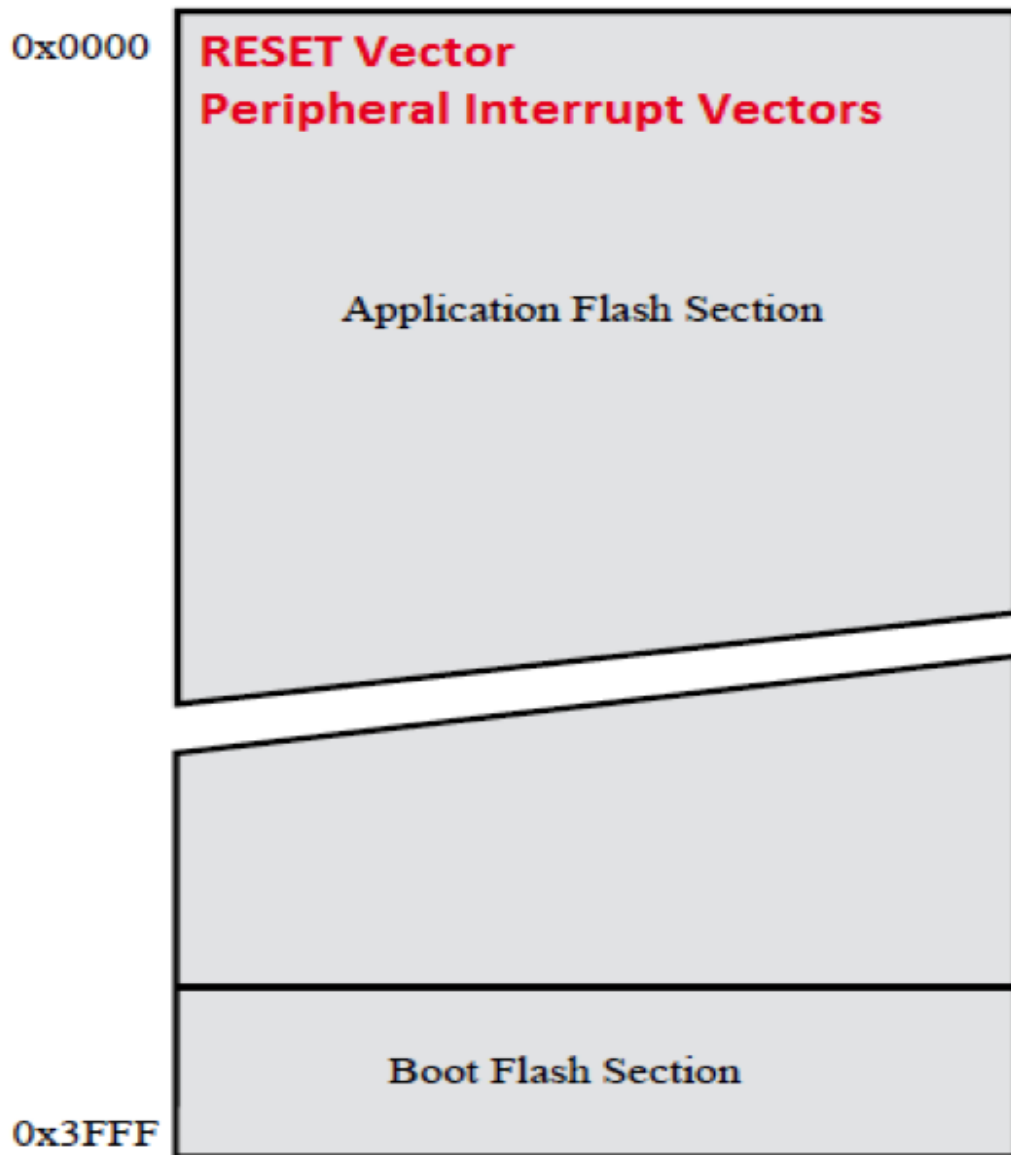 0x0000
RESET Vector
Peripheral Interrupt Vectors
Application Flash Section
Boot Flash Section
0x3FFF